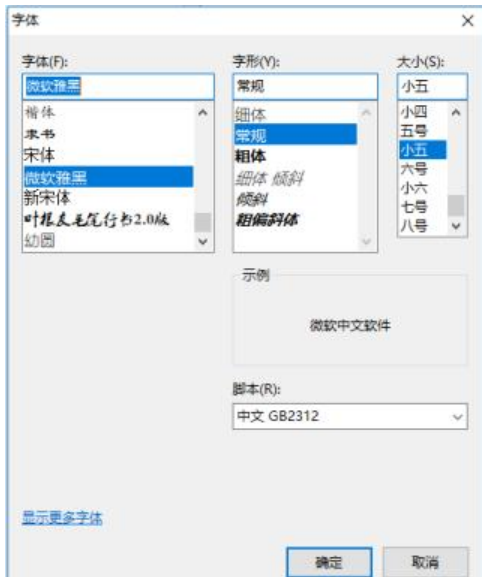 字体
字体(F):
微软雅黑
楷体
隶书
宋体
微软雅黑
新宋体
叶根友毛笔行书2.0版
幼圆
字形(Y):
常规
细体
常规
粗体
细体 倾斜
倾斜
粗偏斜体
大小(S):
小五
小四
五号
小五
六号
小六
七号
八号
示例
微软中文软件
脚本(R):
中文 GB2312
显示更多字体
确定
取消